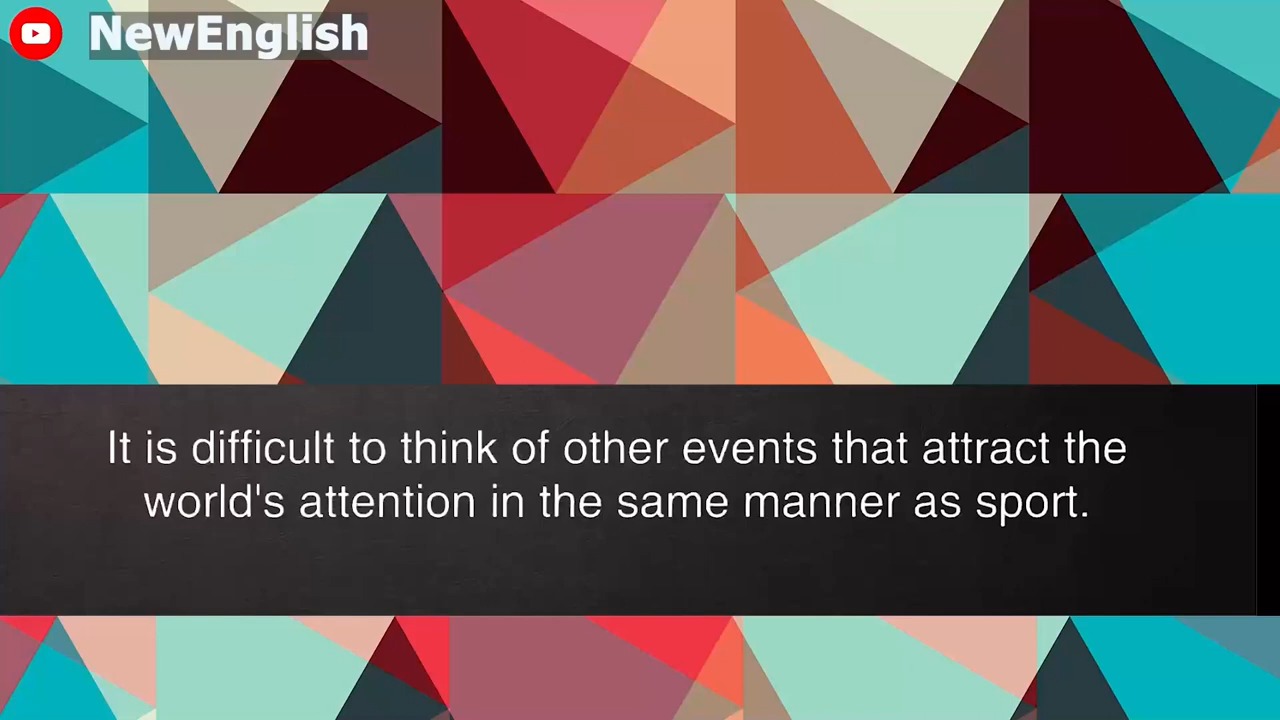 NewEnglish
It is difficult to think of other events that attract the
world's attention in the same manner as sport.